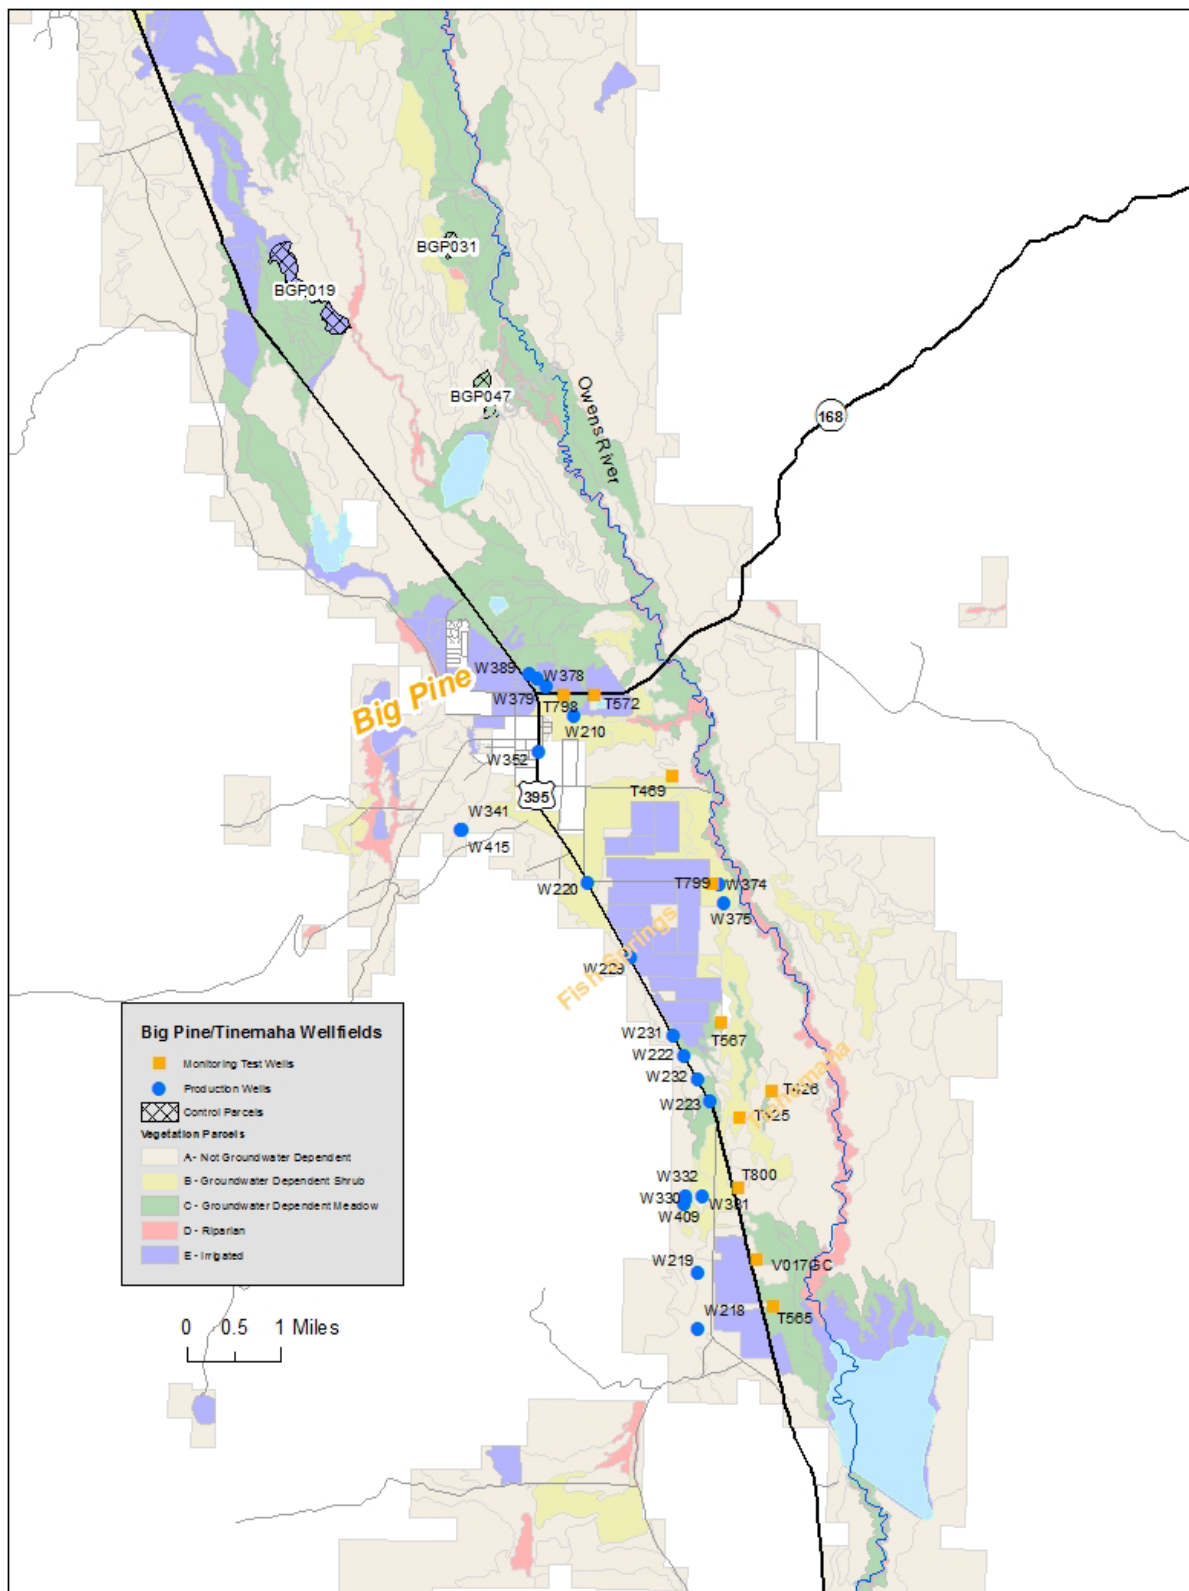 BGP031
BGP019
BGP047
Owens River
168
W389
W378
W379
T798
T572
Big Pine
W210
W352
T469
395
W341
W415
W220
T799
W374
W375
Fish Springs
W229
W231
T567
W222
W232
T426
W223
T425
Tinemaha
W332
T800
W330
W331
W409
W219
V017GC
W218
T565
Big Pine/Tinemaha Wellfields
Monitoring Test Wells
Production Wells
Control Parcels
Vegetation Parcels
A - Not Groundwater Dependent
B - Groundwater Dependent Shrub
C - Groundwater Dependent Meadow
D - Riparian
E - Irrigated
0 0.5 1 Miles